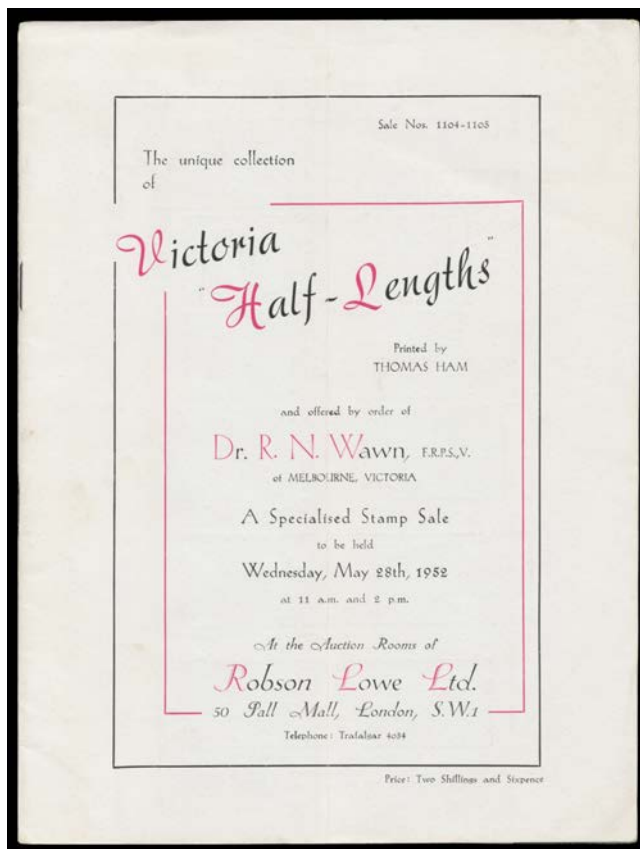 Sale Nos. 1104-1105
The unique collection
of
Victoria
"Half-Lengths"
Printed by
THOMAS HAM
and offered by order of
Dr. R. N. Wawn, F.R.P.S.,V.
of MELBOURNE, VICTORIA
A Specialised Stamp Sale
to be held
Wednesday, May 28th, 1952
at 11 a.m. and 2 p.m.
At the Auction Rooms of
Robson Lowe Ltd.
50 Pall Mall, London, S.W.1
Telephone: Trafalgar 4034
Price: Two Shillings and Sixpence